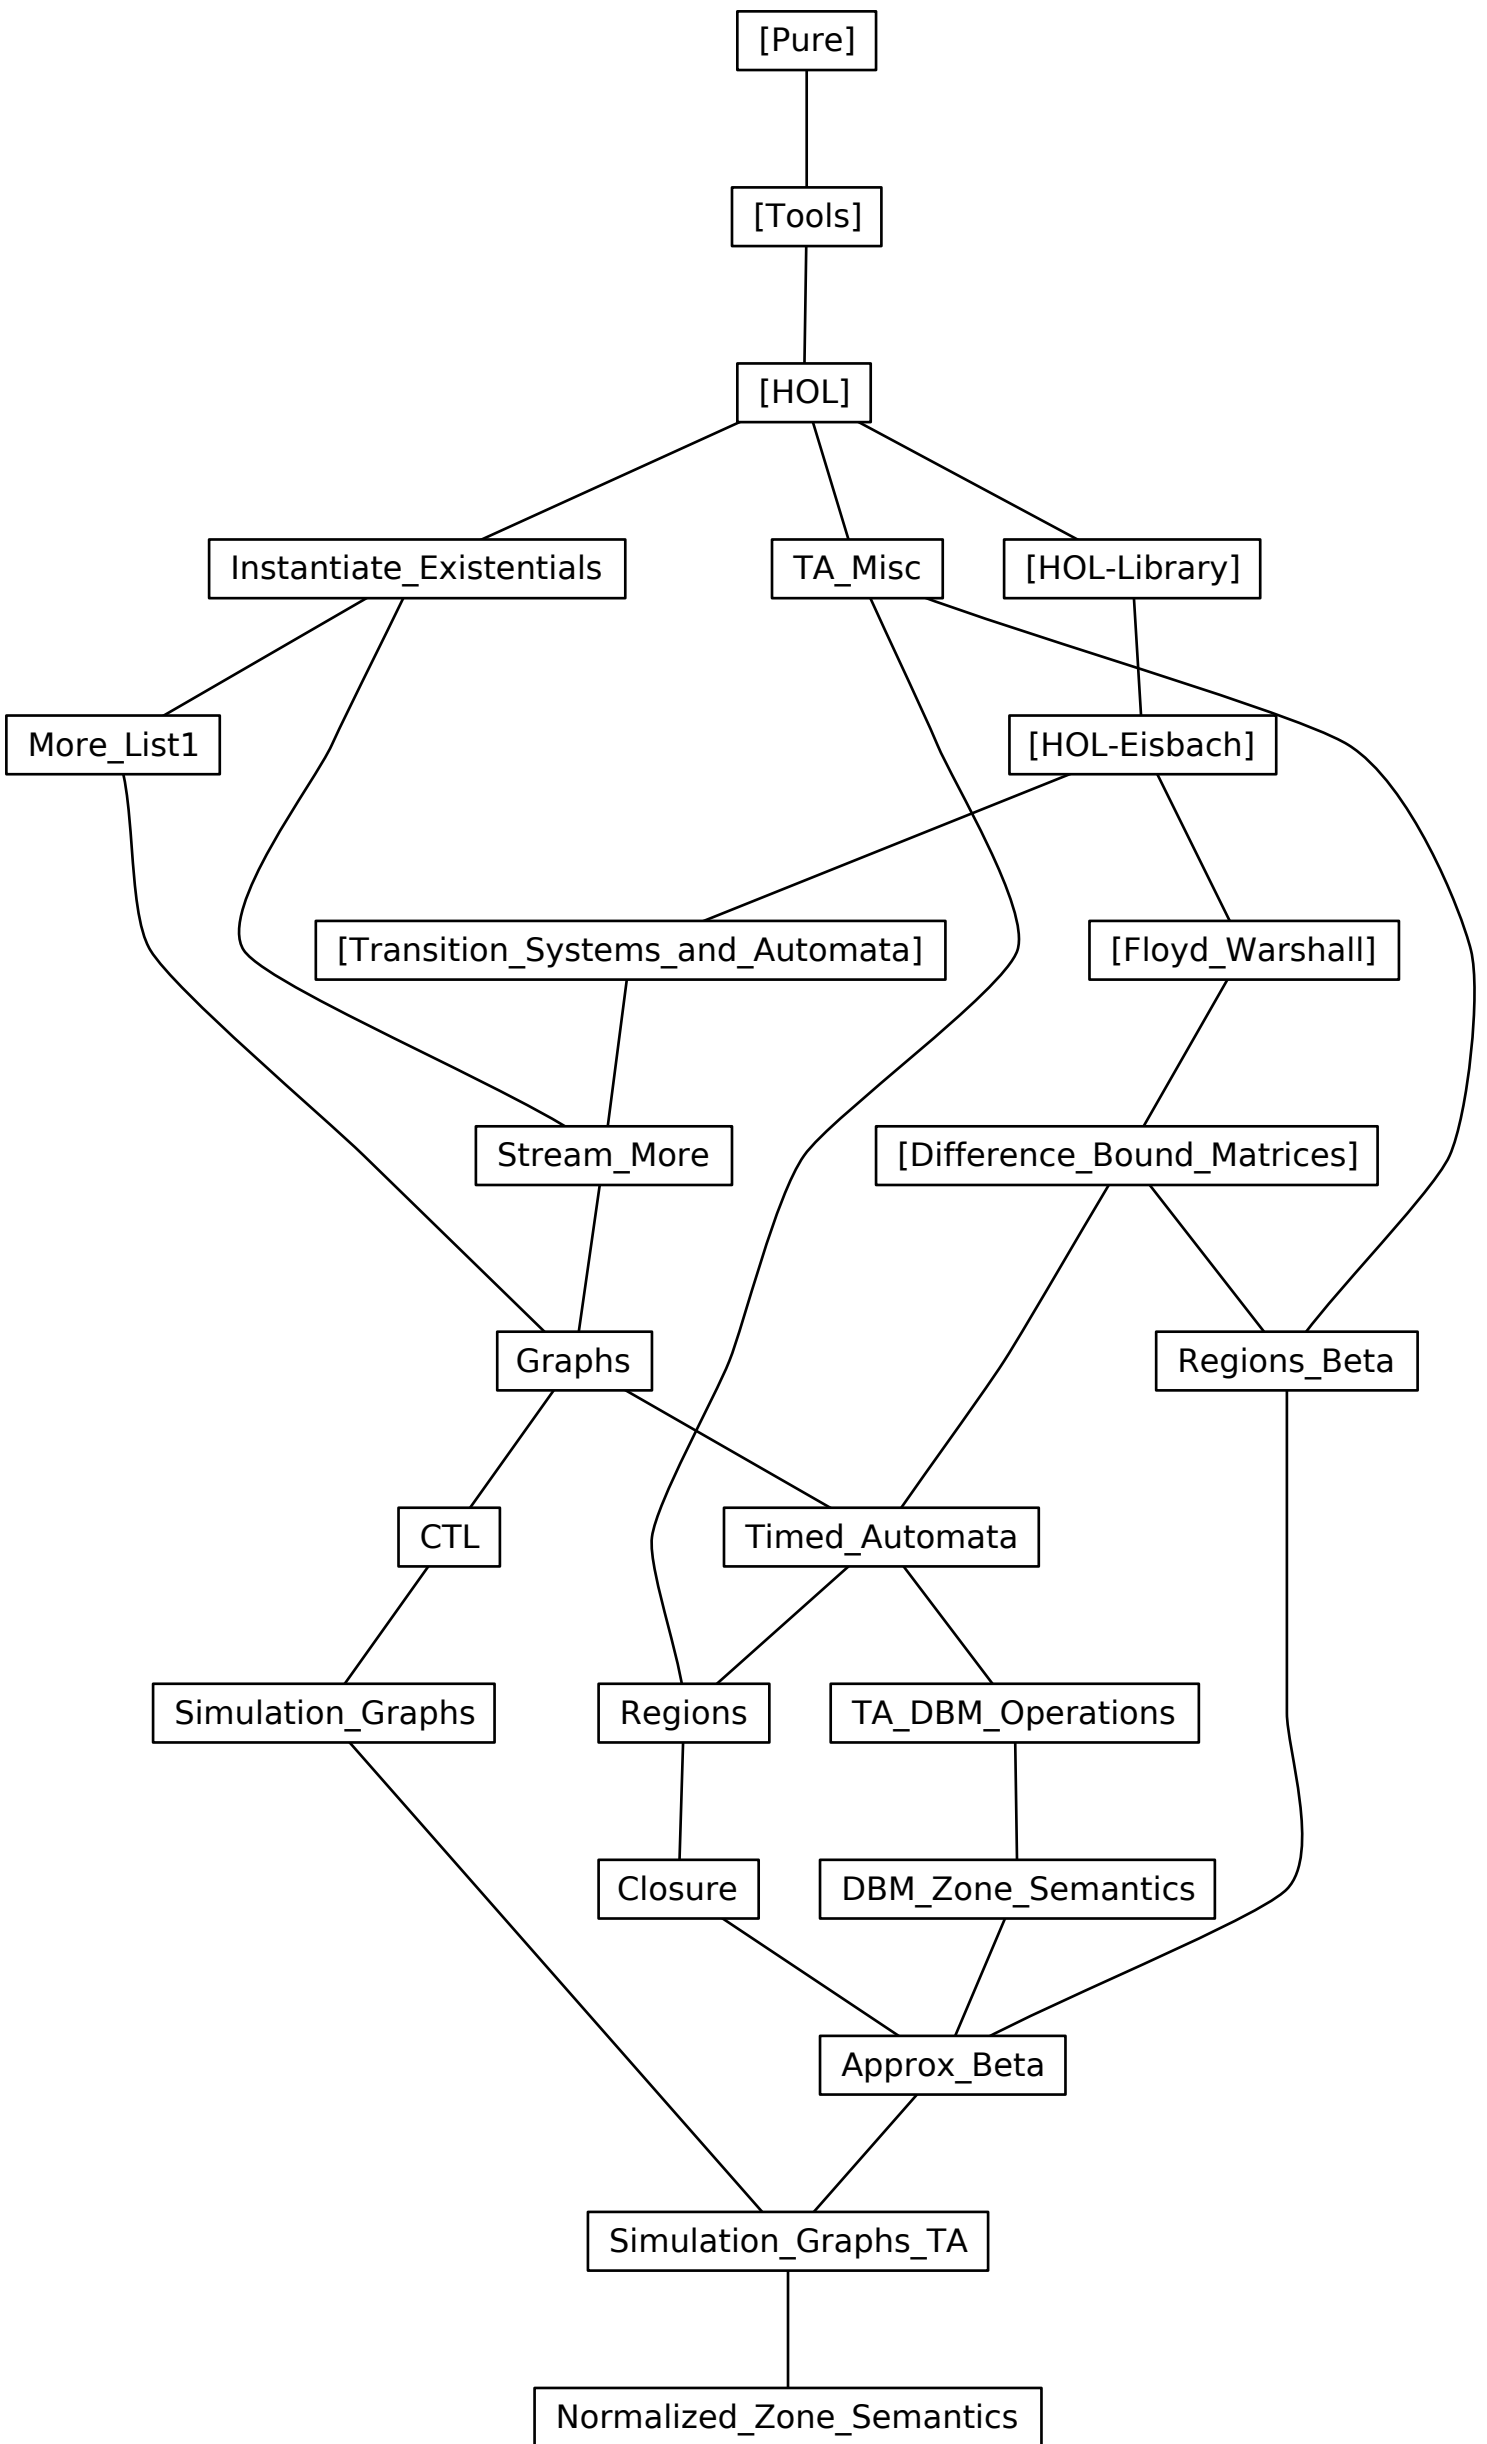 [Pure]
[Tools]
[HOL]
Instantiate_Existentials
TA_Misc
[HOL-Library]
More_List1
[HOL-Eisbach]
[Transition_Systems_and_Automata]
[Floyd_Warshall]
Stream_More
[Difference_Bound_Matrices]
Graphs
Regions_Beta
CTL
Timed_Automata
Simulation_Graphs
Regions
TA_DBM_Operations
Closure
DBM_Zone_Semantics
Approx_Beta
Simulation_Graphs_TA
Normalized_Zone_Semantics